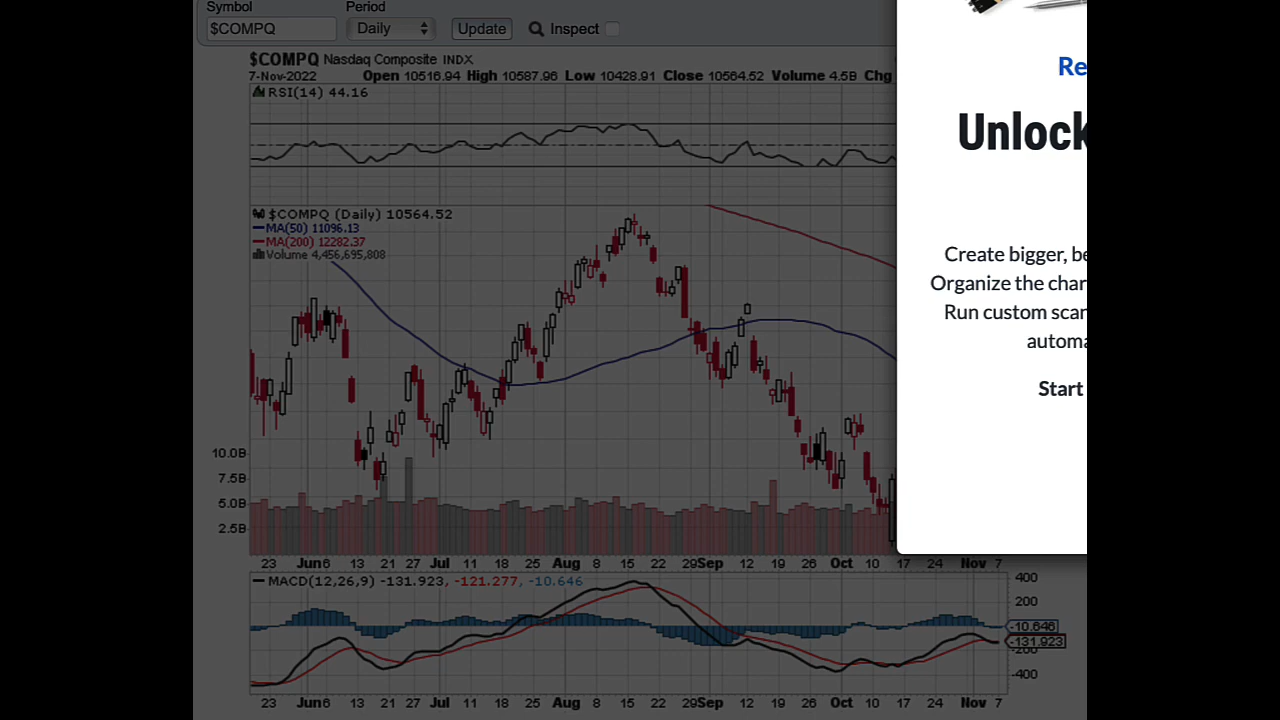 Symbol Period
$COMPQ Daily Update Inspect
$COMPQ Nasdaq Composite INDX
7-Nov-2022 Open 10516.94 High 10587.96 Low 10428.91 Close 10564.52 Volume 4.5B Chg
RSI(14) 44.16
$COMPQ (Daily) 10564.52
MA(50) 11096.13
MA(200) 12282.37
Volume 4,456,695,808
10.0B
7.5B
5.0B
2.5B
23 Jun 6 13 21 27 Jul 11 18 25 Aug 8 15 22 29 Sep 12 19 26 Oct 10 17 24 Nov 7
MACD(12,26,9) -131.923, -121.277, -10.646
400
200
-10.646
-131.923
-200
-400
23 Jun 6 13 21 27 Jul 11 18 25 Aug 8 15 22 29 Sep 12 19 26 Oct 10 17 24 Nov 7
Re
Unlock
Create bigger, be
Organize the char
Run custom scan
automa
Start